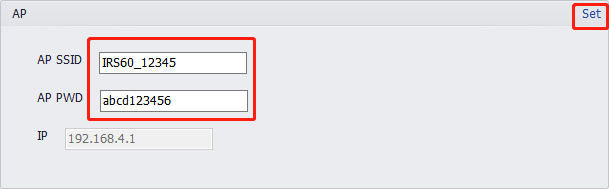 AP Set
AP SSID IRS60_12345
AP PWD abcd123456
IP 192.168.4.1